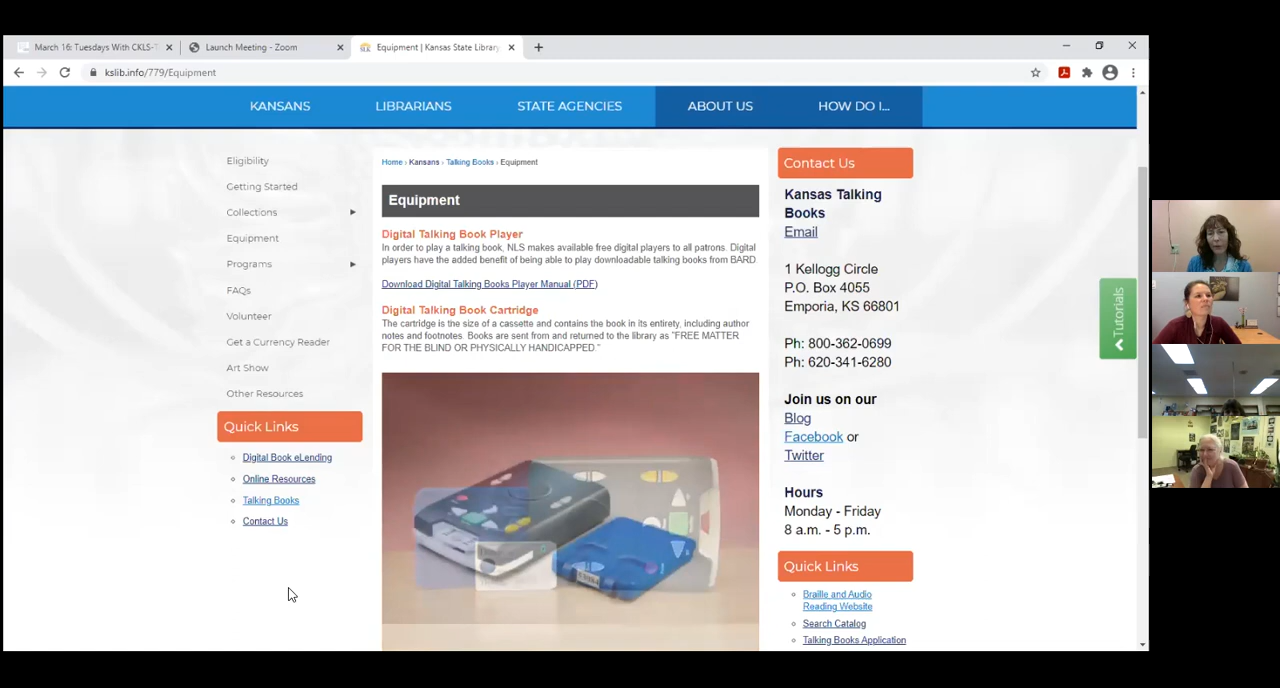 March 16: Tuesdays With CKLS-T
Launch Meeting - Zoom
Equipment | Kansas State Library
kslib.info/779/Equipment
KANSANS
LIBRARIANS
STATE AGENCIES
ABOUT US
HOW DO I...
Eligibility
Getting Started
Collections
Equipment
Programs
FAQs
Volunteer
Get a Currency Reader
Art Show
Other Resources
Quick Links
Digital Book eLending
Online Resources
Talking Books
Contact Us
Home › Kansans › Talking Books › Equipment
Equipment
Digital Talking Book Player
In order to play a talking book, NLS makes available free digital players to all patrons. Digital
players have the added benefit of being able to play downloadable talking books from BARD.
Download Digital Talking Books Player Manual (PDF)
Digital Talking Book Cartridge
The cartridge is the size of a cassette and contains the book in its entirety, including author
notes and footnotes. Books are sent from and returned to the library as "FREE MATTER
FOR THE BLIND OR PHYSICALLY HANDICAPPED."
Contact Us
Kansas Talking
Books
Email
1 Kellogg Circle
P.O. Box 4055
Emporia, KS 66801
Ph: 800-362-0699
Ph: 620-341-6280
Join us on our
Blog
Facebook or
Twitter
Hours
Monday - Friday
8 a.m. - 5 p.m.
Quick Links
Braille and Audio
Reading Website
Search Catalog
Talking Books Application
Tutorials